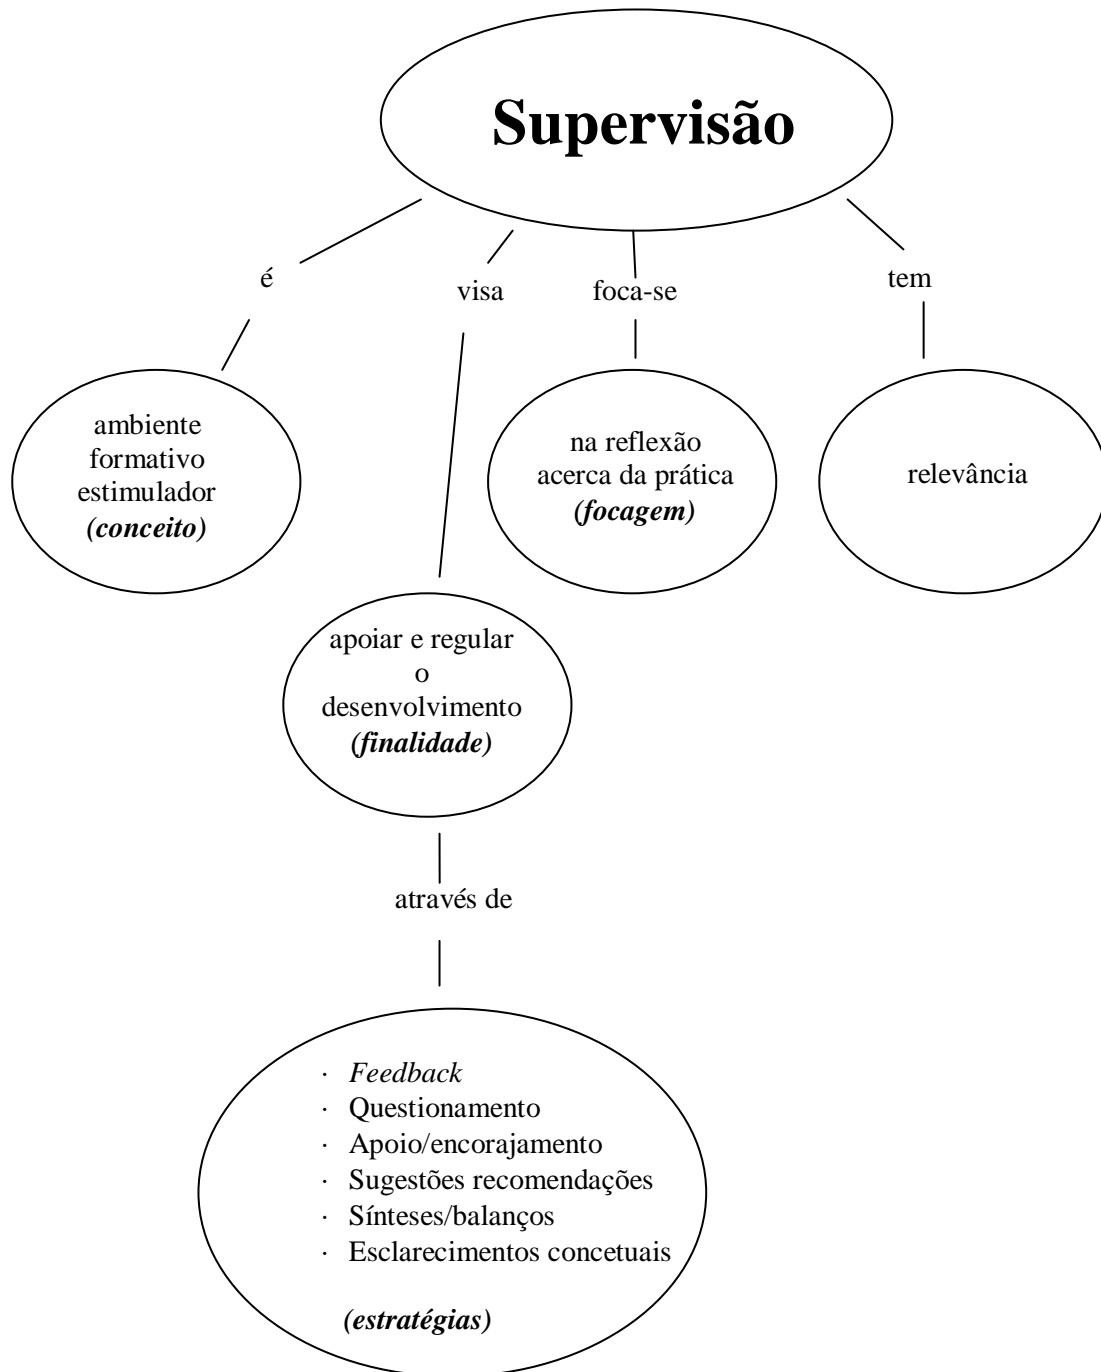 Supervisão
é
visa
foca-se
tem
ambiente
formativo
estimulador
(conceito)
na reflexão
acerca da prática
(focagem)
relevância
apoiar e regular
o
desenvolvimento
(finalidade)
através de
· Feedback
· Questionamento
· Apoio/encorajamento
· Sugestões recomendações
· Sínteses/balanços
· Esclarecimentos concetuais
(estratégias)